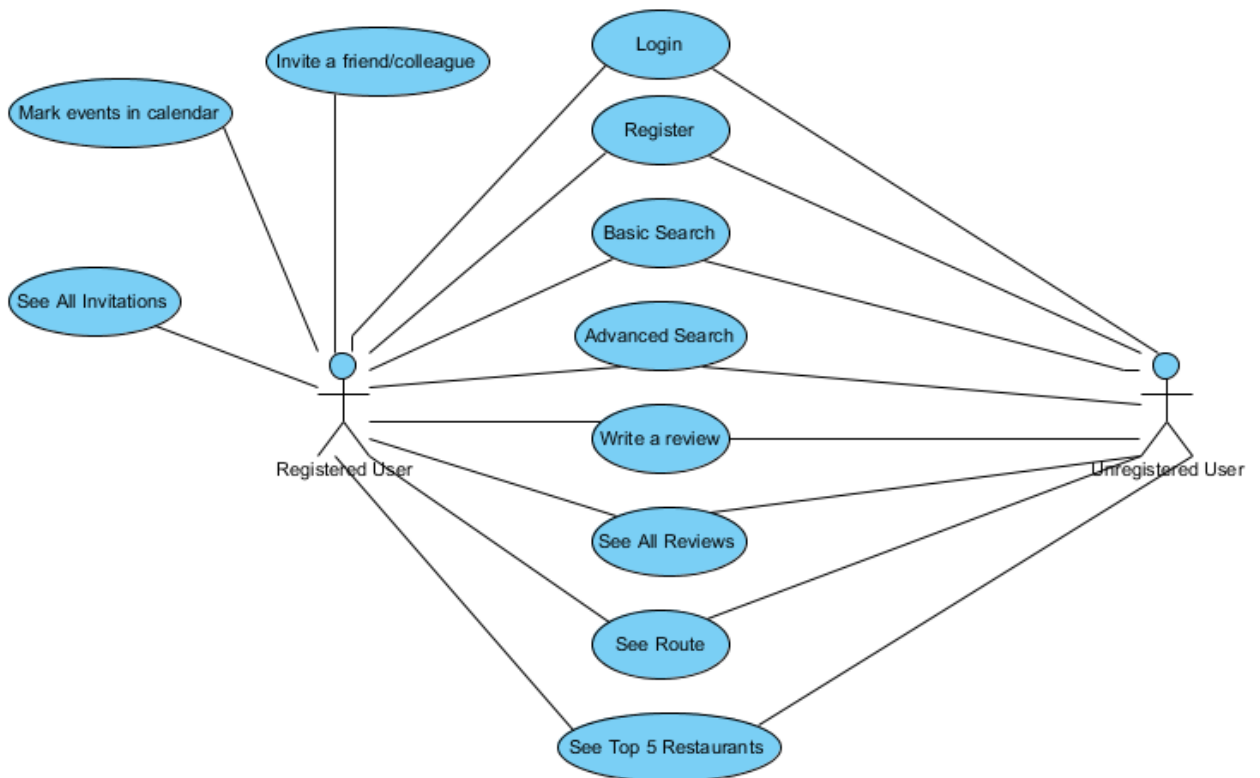 Login
Invite a friend/colleague
Mark events in calendar
Register
Basic Search
See All Invitations
Advanced Search
Write a review
Registered User
Unregistered User
See All Reviews
See Route
See Top 5 Restaurants